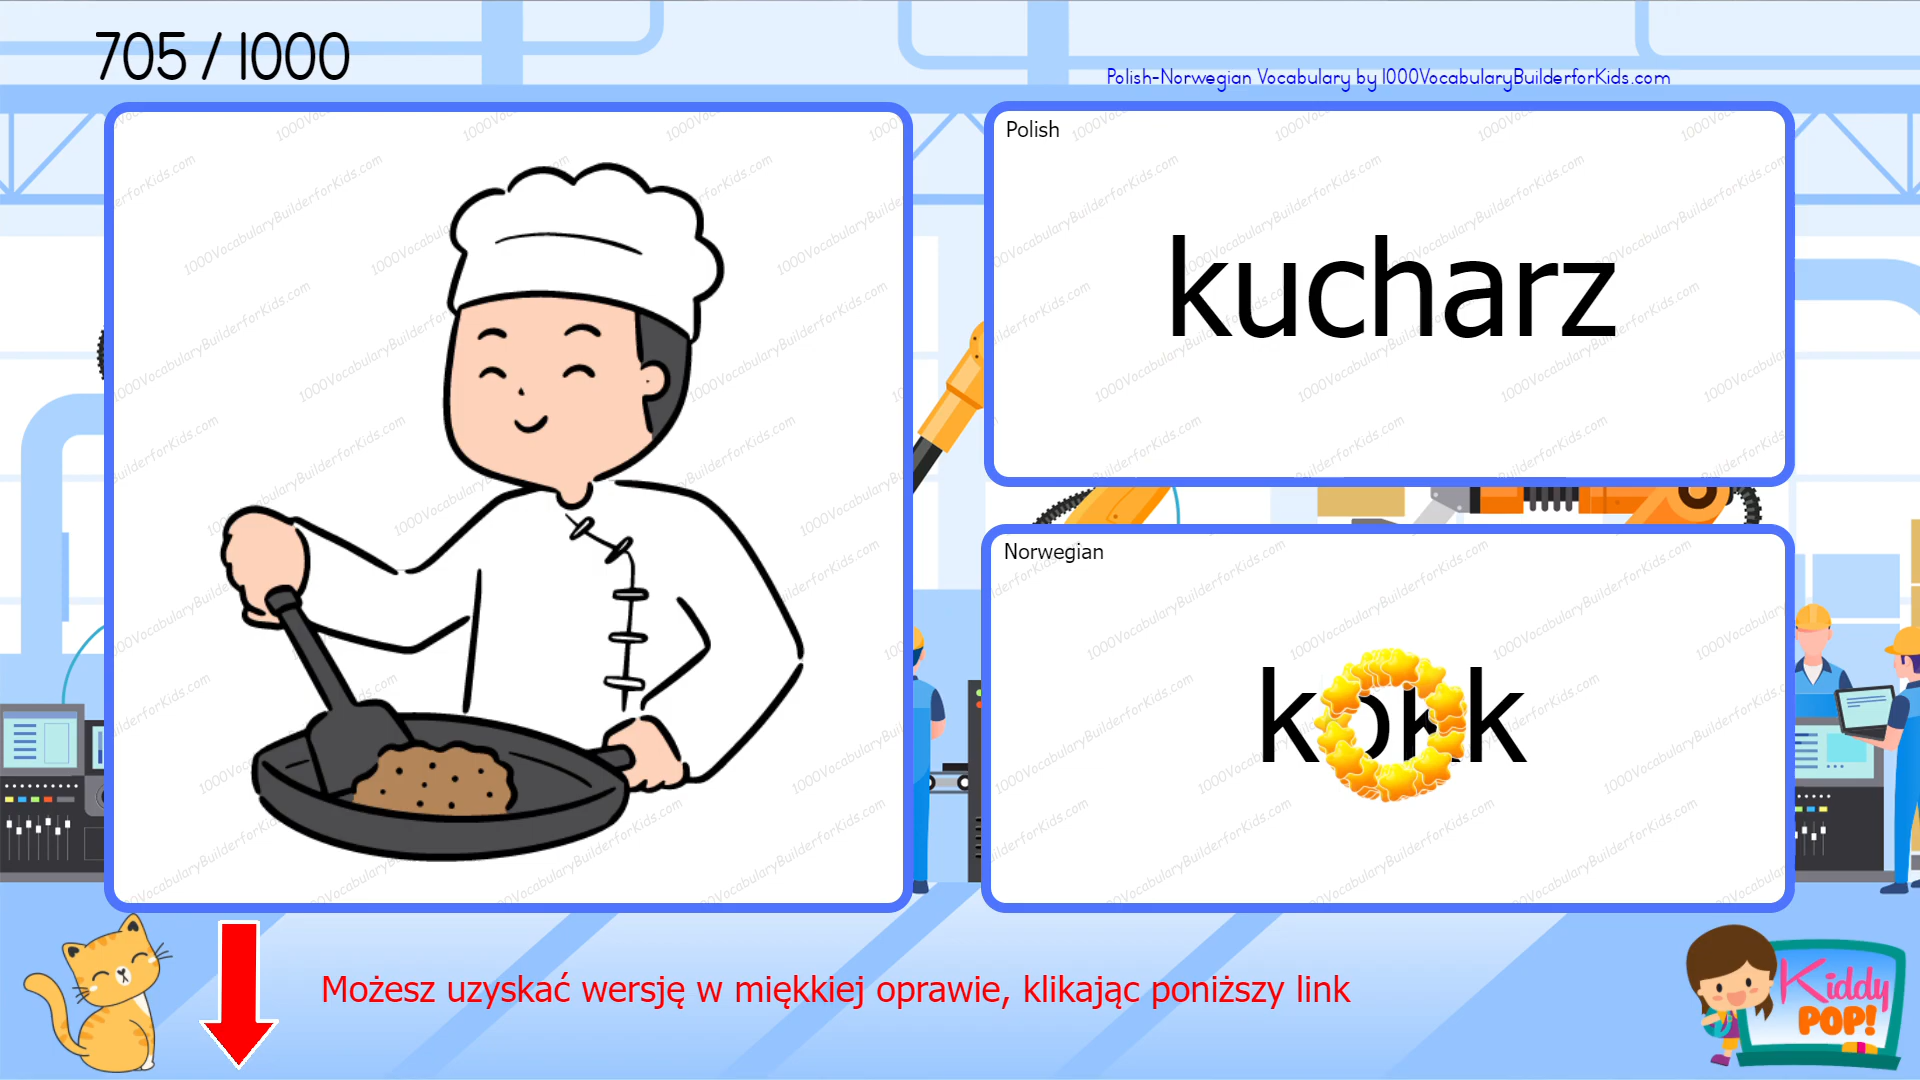 705 / 1000
Polish-Norwegian Vocabulary by 1000VocabularyBuilderforKids.com
Polish
kucharz
Norwegian
kokk
Możesz uzyskać wersję w miękkiej oprawie, klikając poniższy link
Kiddy
POP!